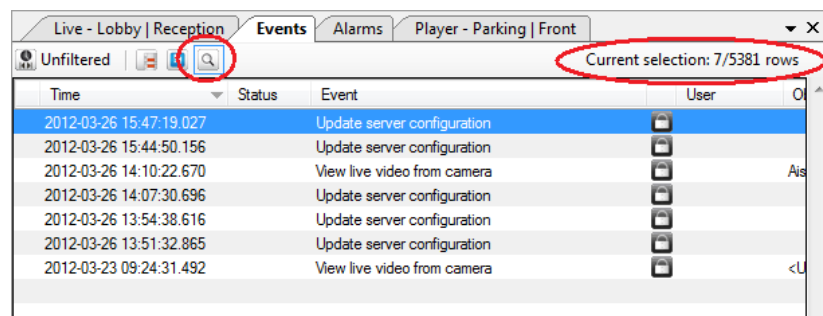 Live - Lobby | Reception Events Alarms Player - Parking | Front
Unfiltered Current selection: 7/5381 rows
Time Status Event User
2012-03-26 15:47:19.027 Update server configuration
2012-03-26 15:44:50.156 Update server configuration
2012-03-26 14:10:22.670 View live video from camera Ais
2012-03-26 14:07:30.696 Update server configuration
2012-03-26 13:54:38.616 Update server configuration
2012-03-26 13:51:32.865 Update server configuration
2012-03-23 09:24:31.492 View live video from camera <U